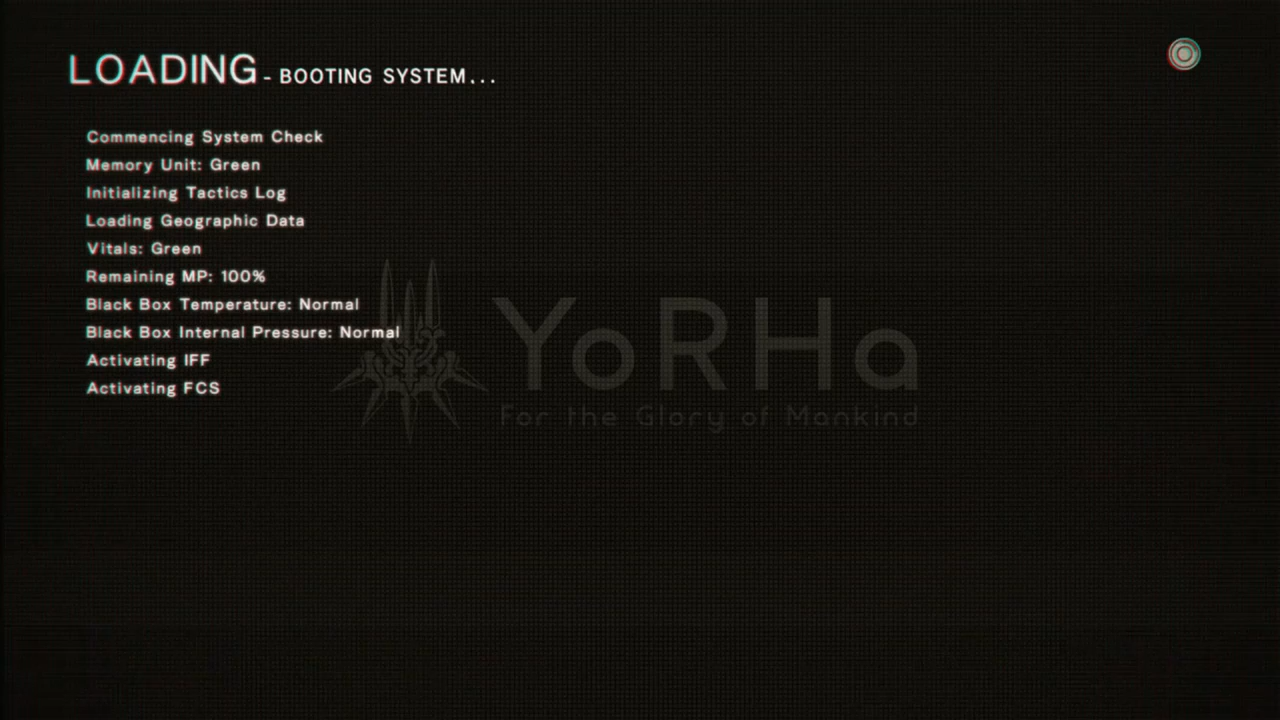 LOADING - BOOTING SYSTEM...
Commencing System Check
Memory Unit: Green
Initializing Tactics Log
Loading Geographic Data
Vitals: Green
Remaining MP: 100%
Black Box Temperature: Normal
Black Box Internal Pressure: Normal
Activating IFF
Activating FCS
YoRHa
For the Glory of Mankind